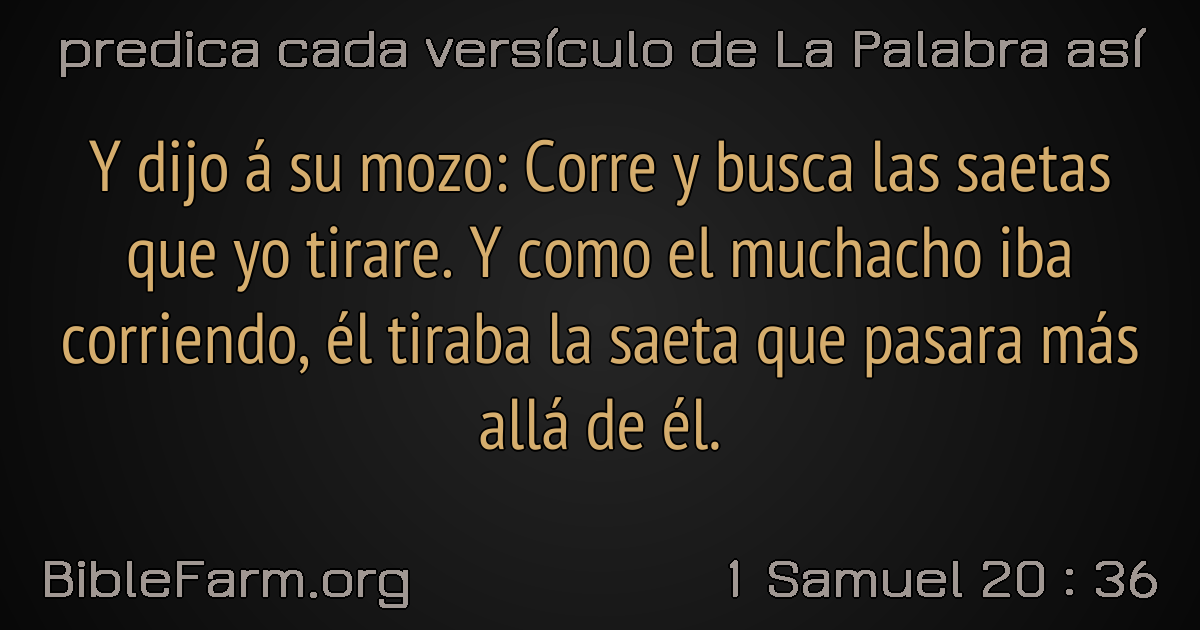 predica cada versículo de La Palabra así
Y dijo á su mozo: Corre y busca las saetas
que yo tirare. Y como el muchacho iba
corriendo, él tiraba la saeta que pasara más
allá de él.
BibleFarm.org
1 Samuel 20 : 36